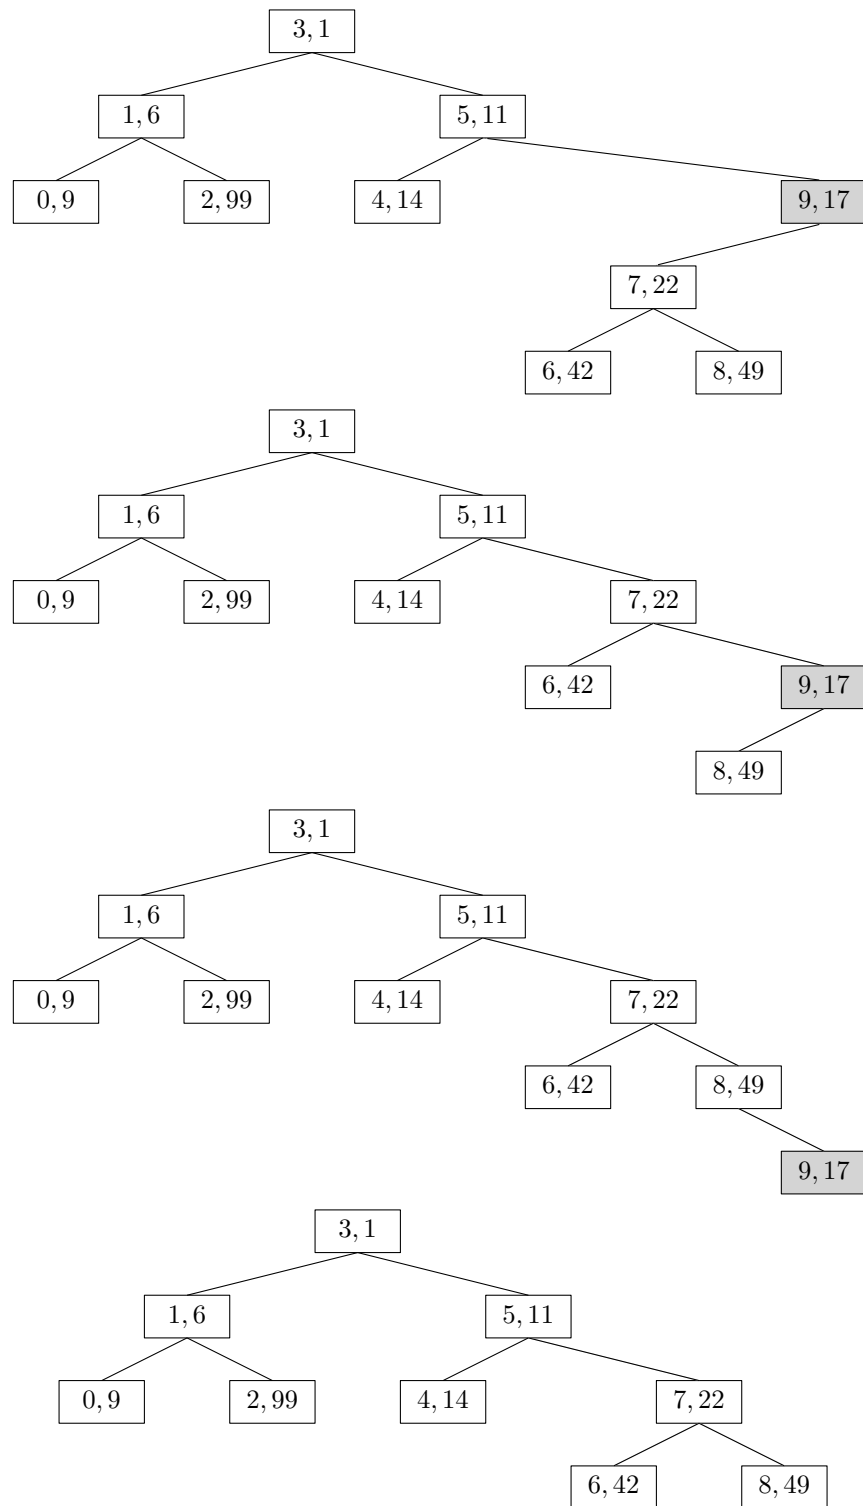 3, 1
1, 6 5, 11
0, 9 2, 99 4, 14 9, 17
7, 22
6, 42 8, 49
3, 1
1, 6 5, 11
0, 9 2, 99 4, 14 7, 22
6, 42 9, 17
8, 49
3, 1
1, 6 5, 11
0, 9 2, 99 4, 14 7, 22
6, 42 8, 49
9, 17
3, 1
1, 6 5, 11
0, 9 2, 99 4, 14 7, 22
6, 42 8, 49